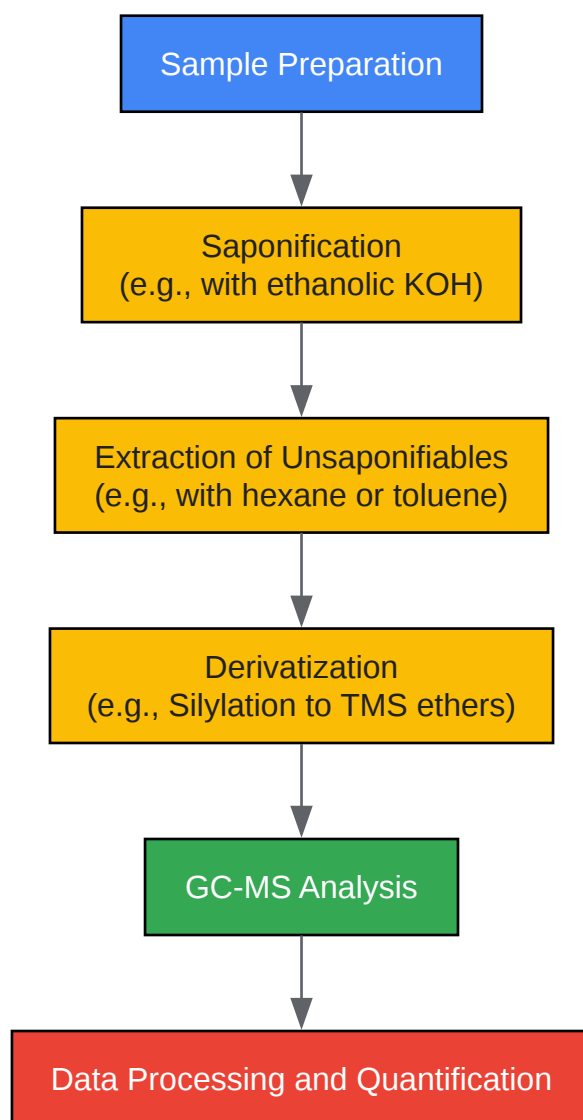 Sample Preparation
Saponification
(e.g., with ethanolic KOH)
Extraction of Unsaponifiables
(e.g., with hexane or toluene)
Derivatization
(e.g., Silylation to TMS ethers)
GC-MS Analysis
Data Processing and Quantification